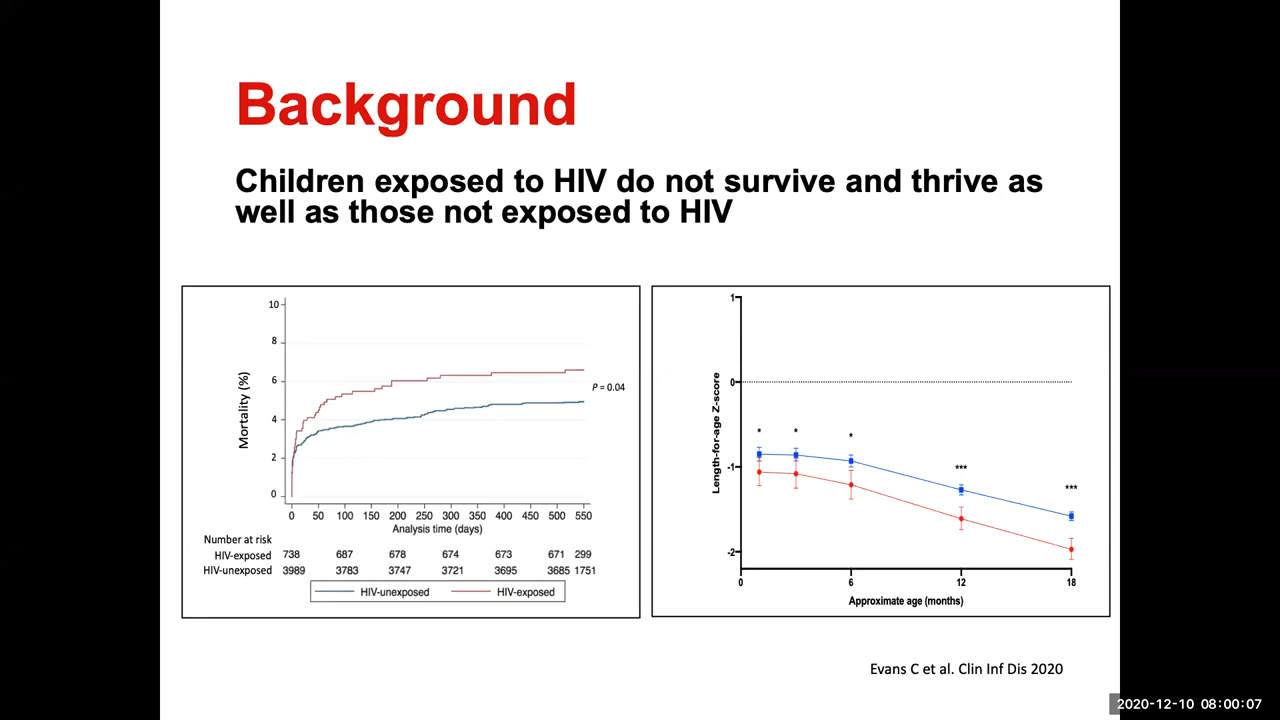 Background
Children exposed to HIV do not survive and thrive as
well as those not exposed to HIV
10
8
6
4
2
0
Mortality (%)
P = 0.04
0 50 100 150 200 250 300 350 400 450 500 550
Analysis time (days)
Number at risk
HIV-exposed 738 687 678 674 673 671 299
HIV-unexposed 3989 3783 3747 3721 3695 3685 1751
HIV-unexposed HIV-exposed
1
0
-1
-2
Length-for-age Z-score
* * * *** ***
0 6 12 18
Approximate age (months)
Evans C et al. Clin Inf Dis 2020
2020-12-10 08:00:07